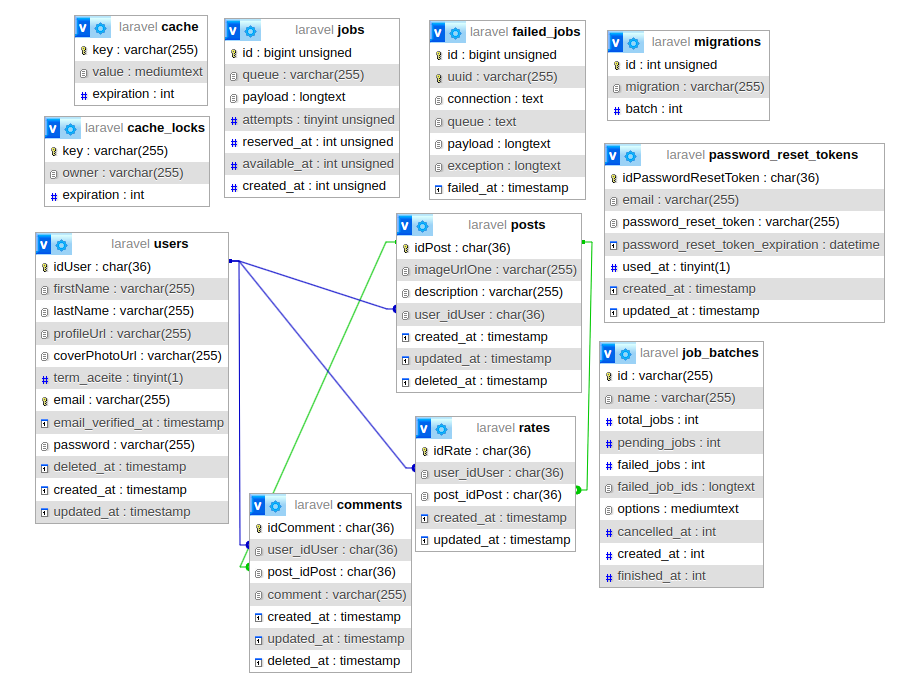 laravel cache
key : varchar(255)
value : mediumtext
expiration : int
laravel jobs
id : bigint unsigned
queue : varchar(255)
payload : longtext
attempts : tinyint unsigned
reserved_at : int unsigned
available_at : int unsigned
created_at : int unsigned
laravel failed_jobs
id : bigint unsigned
uuid : varchar(255)
connection : text
queue : text
payload : longtext
exception : longtext
failed_at : timestamp
laravel migrations
id : int unsigned
migration : varchar(255)
batch : int
laravel cache_locks
key : varchar(255)
owner : varchar(255)
expiration : int
laravel password_reset_tokens
idPasswordResetToken : char(36)
email : varchar(255)
password_reset_token : varchar(255)
password_reset_token_expiration : datetime
used_at : tinyint(1)
created_at : timestamp
updated_at : timestamp
laravel users
idUser : char(36)
firstName : varchar(255)
lastName : varchar(255)
profileUrl : varchar(255)
coverPhotoUrl : varchar(255)
term_aceite : tinyint(1)
email : varchar(255)
email_verified_at : timestamp
password : varchar(255)
deleted_at : timestamp
created_at : timestamp
updated_at : timestamp
laravel posts
idPost : char(36)
imageUrlOne : varchar(255)
description : varchar(255)
user_idUser : char(36)
created_at : timestamp
updated_at : timestamp
deleted_at : timestamp
laravel job_batches
id : varchar(255)
name : varchar(255)
total_jobs : int
pending_jobs : int
failed_jobs : int
failed_job_ids : longtext
options : mediumtext
cancelled_at : int
created_at : int
finished_at : int
laravel rates
idRate : char(36)
user_idUser : char(36)
post_idPost : char(36)
created_at : timestamp
updated_at : timestamp
laravel comments
idComment : char(36)
user_idUser : char(36)
post_idPost : char(36)
comment : varchar(255)
created_at : timestamp
updated_at : timestamp
deleted_at : timestamp